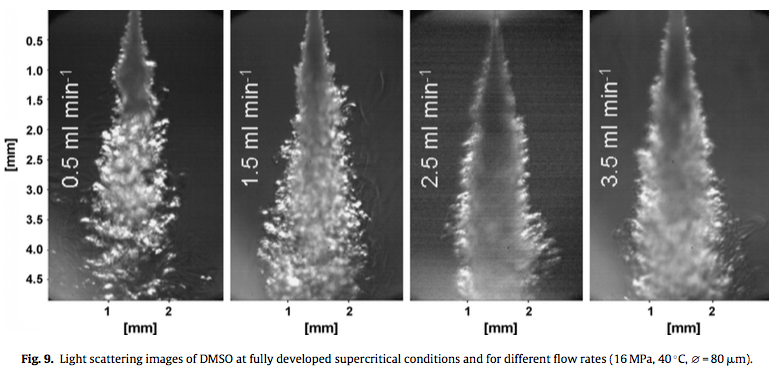 0.5
1.0
1.5
2.0
2.5
3.0
3.5
4.0
4.5
[mm]
0.5 ml min⁻¹
1.5 ml min⁻¹
2.5 ml min⁻¹
3.5 ml min⁻¹
1 2
1 2
1 2
1 2
[mm]
[mm]
[mm]
[mm]
Fig. 9. Light scattering images of DMSO at fully developed supercritical conditions and for different flow rates (16 MPa, 40 °C, ⌀ = 80 μm).